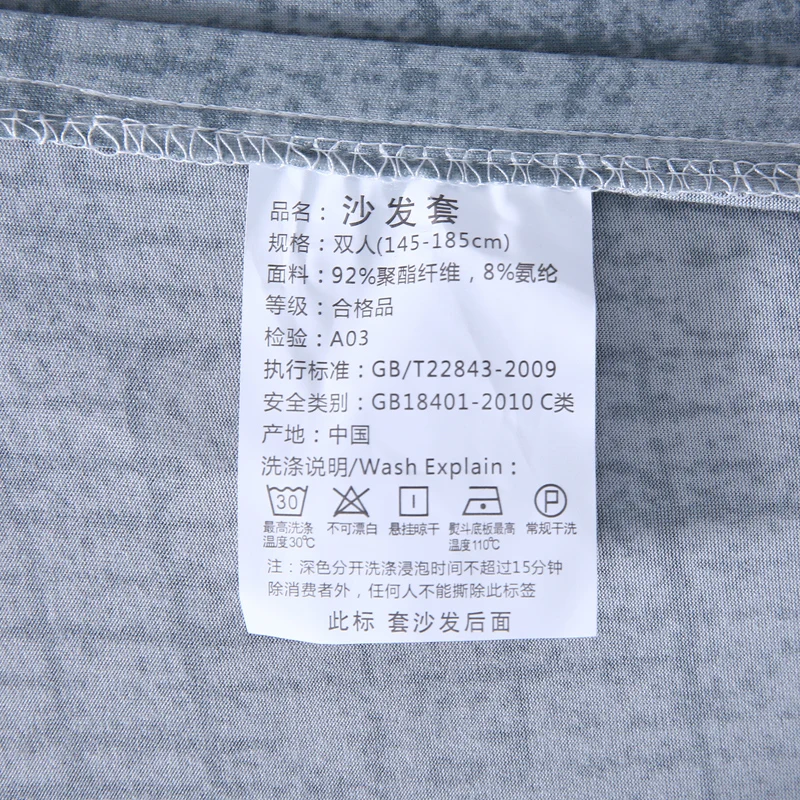 品名：沙发套
规格：双人(145-185cm)
面料：92%聚酯纤维，8%氨纶
等级：合格品
检验：A03
执行标准：GB/T22843-2009
安全类别：GB18401-2010 C类
产地：中国
洗涤说明/Wash Explain：
30 P
最高洗涤温度30℃ 不可漂白 悬挂晾干 熨斗底板最高温度110℃ 常规干洗
注：深色分开洗涤浸泡时间不超过15分钟
除消费者外，任何人不能撕除此标签
此标 套沙发后面